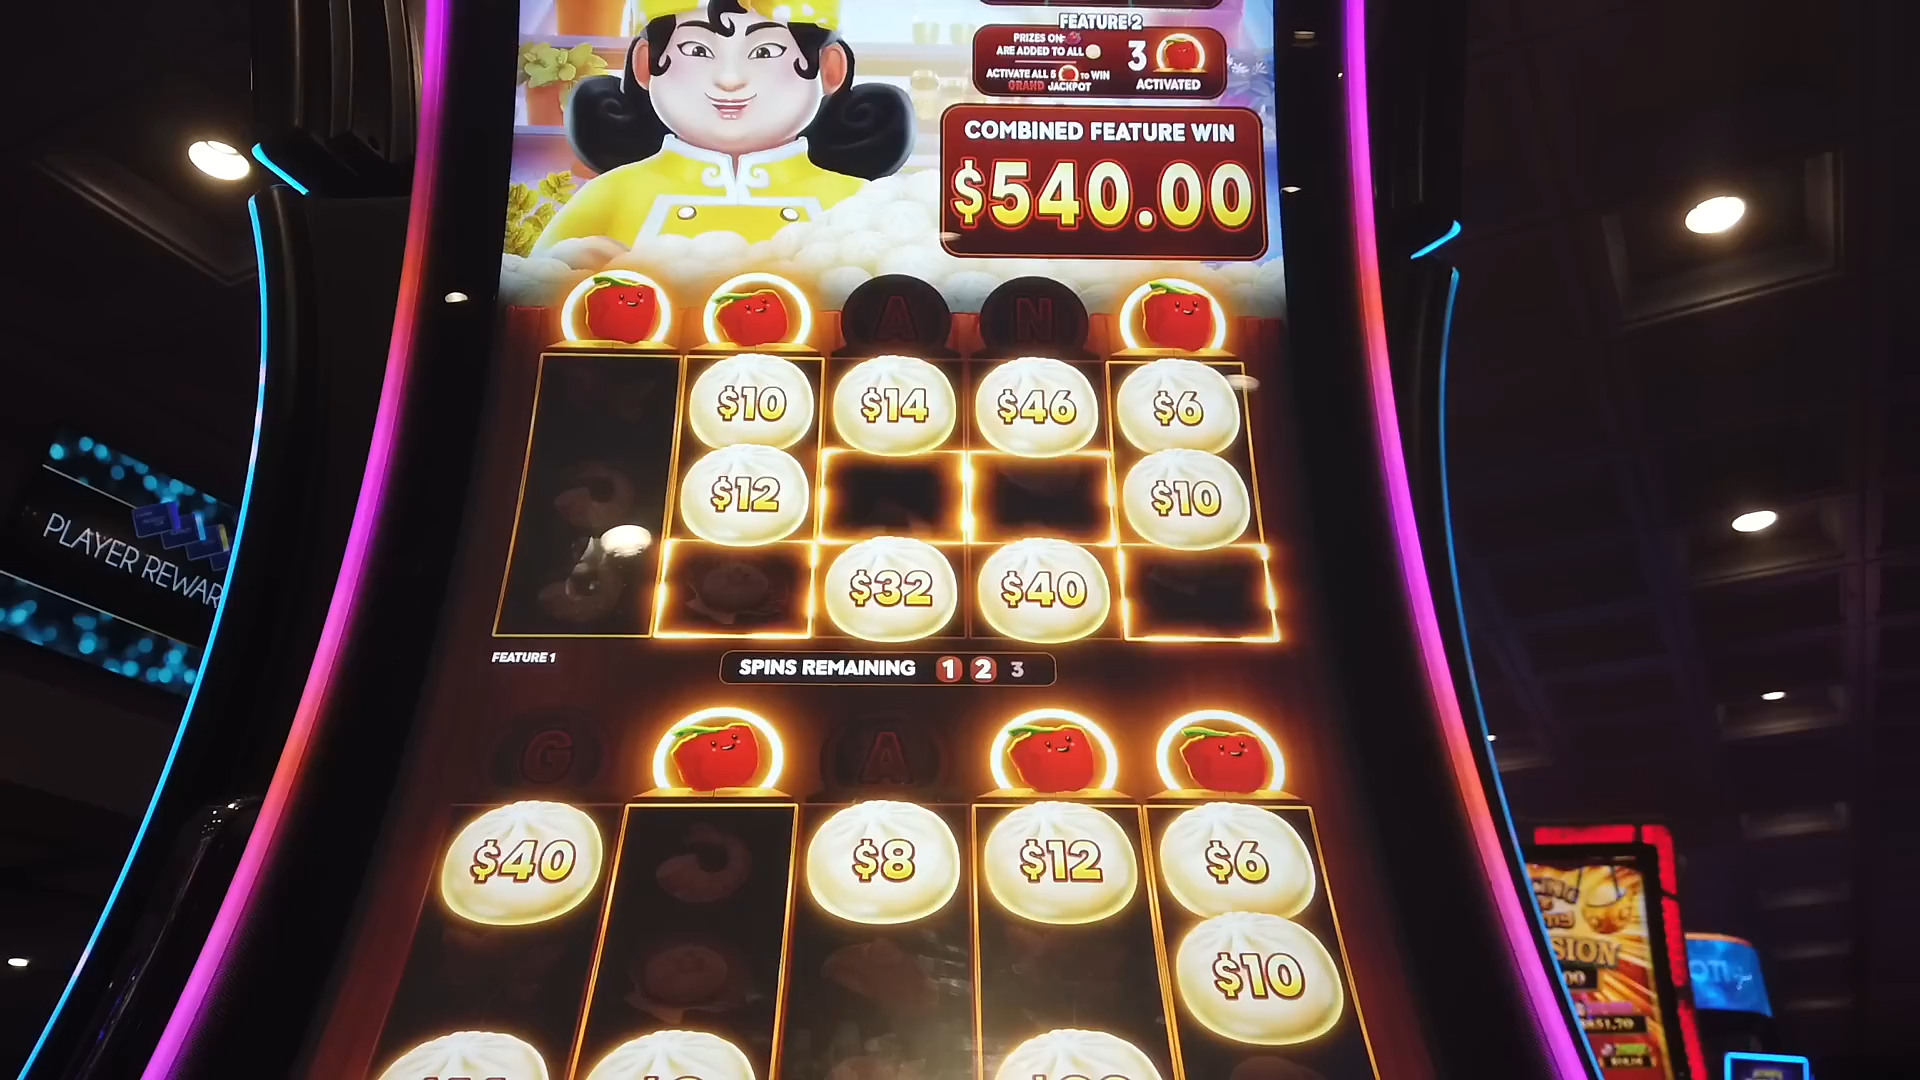 FEATURE 2
PRIZES ON
ARE ADDED TO ALL
ACTIVATE ALL 5 TO WIN
GRAND JACKPOT
3
ACTIVATED
COMBINED FEATURE WIN
$540.00
A N
$10 $14 $46 $6
$12 $10
$32 $40
FEATURE 1
SPINS REMAINING 1 2 3
G A
$40 $8 $12 $6
$10
PLAYER REWAR
SION